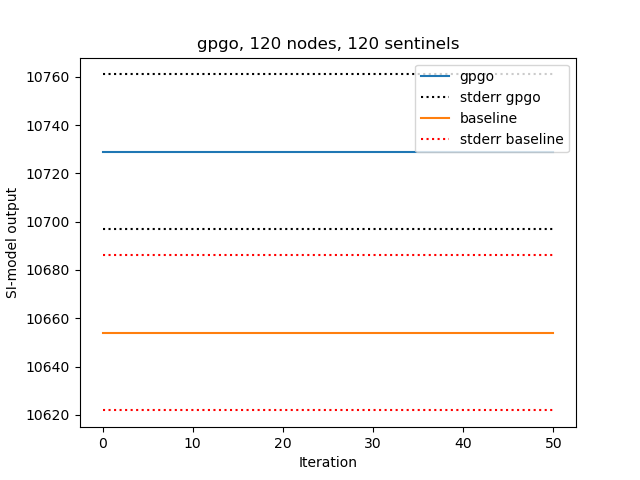 gpgo, 120 nodes, 120 sentinels
10760
10740
10720
10700
10680
10660
10640
10620
SI-model output
gpgo
stderr gpgo
baseline
stderr baseline
0 10 20 30 40 50
Iteration